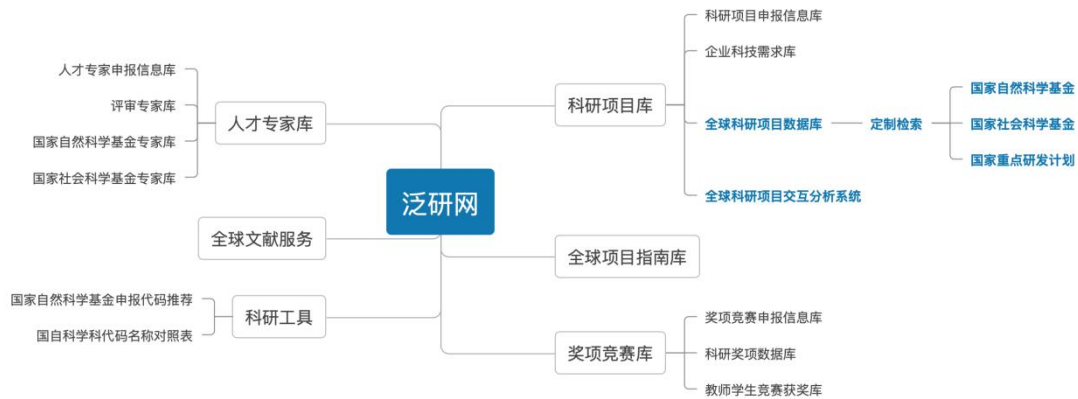 泛研网
人才专家库
人才专家申报信息库
评审专家库
国家自然科学基金专家库
国家社会科学基金专家库
全球文献服务
科研工具
国家自然科学基金申报代码推荐
国自科学科代码名称对照表
科研项目库
科研项目申报信息库
企业科技需求库
全球科研项目数据库
定制检索
国家自然科学基金
国家社会科学基金
国家重点研发计划
全球科研项目交互分析系统
全球项目指南库
奖项竞赛库
奖项竞赛申报信息库
科研奖项数据库
教师学生竞赛获奖库